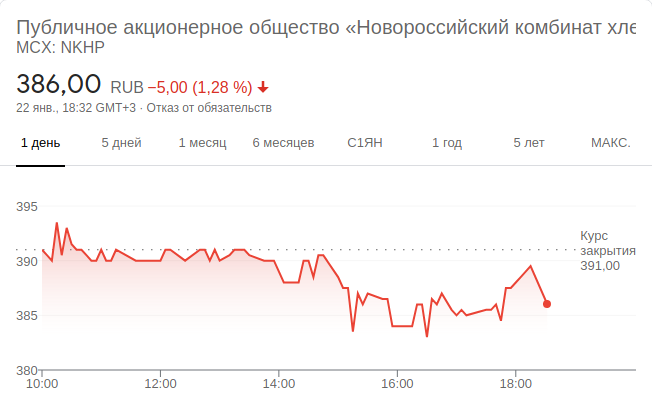 Публичное акционерное общество «Новороссийский комбинат хле
MCX: NKHP
386,00 RUB −5,00 (1,28 %)
22 янв., 18:32 GMT+3 · Отказ от обязательств
1 день 5 дней 1 месяц 6 месяцев С1ЯН 1 год 5 лет МАКС.
395
390
385
380
Курс
закрытия
391,00
10:00 12:00 14:00 16:00 18:00